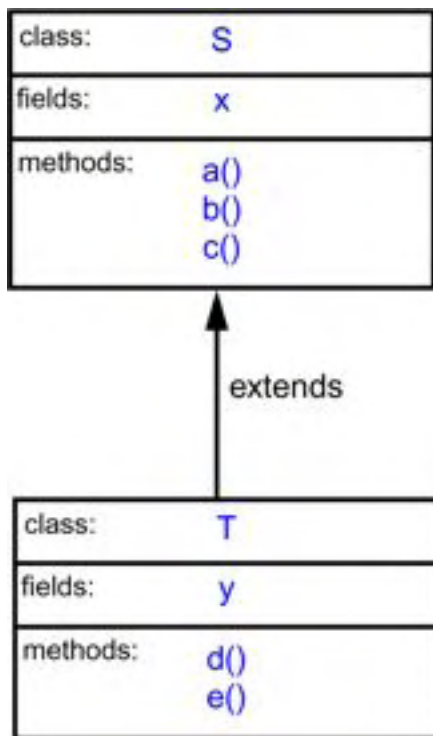 class: S
fields: x
methods: a()
b()
c()
extends
class: T
fields: y
methods: d()
e()